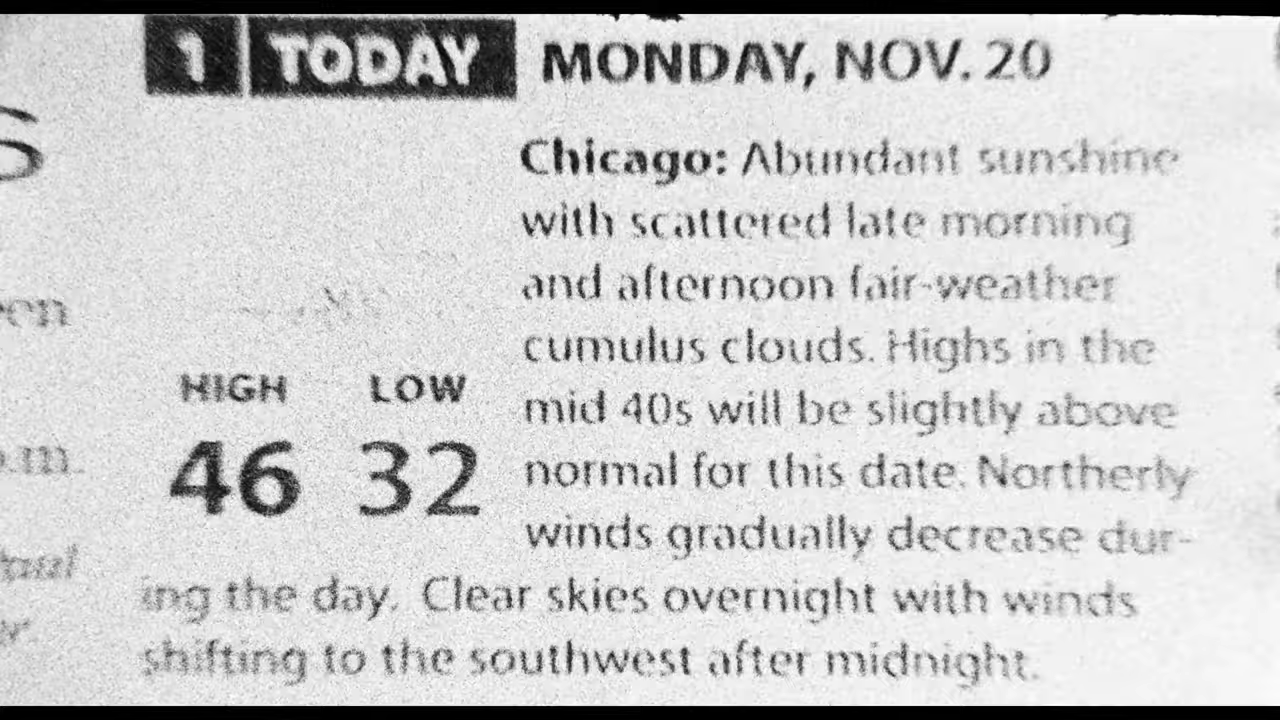 1 TODAY MONDAY, NOV. 20
Chicago: Abundant sunshine
with scattered late morning
and afternoon fair-weather
cumulus clouds. Highs in the
mid 40s will be slightly above
normal for this date. Northerly
winds gradually decrease dur-
ing the day. Clear skies overnight with winds
shifting to the southwest after midnight.
HIGH LOW
46 32